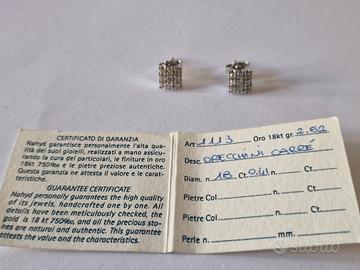 CERTIFICATO DI GARANZIA
Nahyd garantisce personalmente l'alta qua-
lità dei suoi gioielli, realizzati a mano assicu-
rando la cura dei particolari, le finiture in oro
18kt 750‰ e le pietre preziose autentiche.
Questa garanzia ne attesta il valore e le carat-
teristiche.
GUARANTEE CERTIFICATE
Nahyd personally guarantees the high quality
of its jewels, handcrafted one by one. All
details have been meticulously checked, the
gold is 18 kt 750‰, and all the precious sto-
nes are natural and authentic. This guarantee
attests the value and the characteristics.
Art 1113 Oro 18kt gr. 2.52
Desc. ORECCHINI CARRÉ
Diam. n. 18 Ct. 0,41 n. Ct.
Pietre Col n. Ct.
Pietre Col n. Ct.
Perle n. mm.
subito